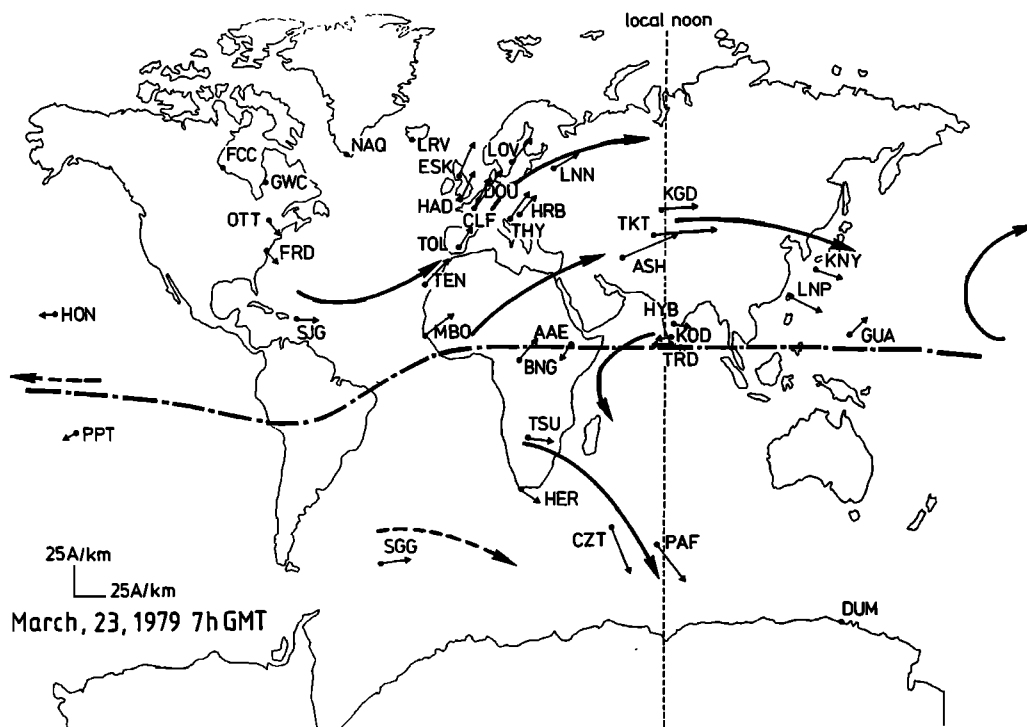 local noon
NAQ
LRV
ESK
LOV
FCC
GWC
LNN
DOU
HAD
HRB
KGD
OTT
CLF
THY
TKT
TOL
FRD
ASH
KNY
TEN
LNP
HON
SJG
MBO
AAE
HYB
KOD
GUA
BNG
TRD
PPT
TSU
HER
CZT
PAF
SGG
25A/km
25A/km
March, 23, 1979 7h GMT
DUM